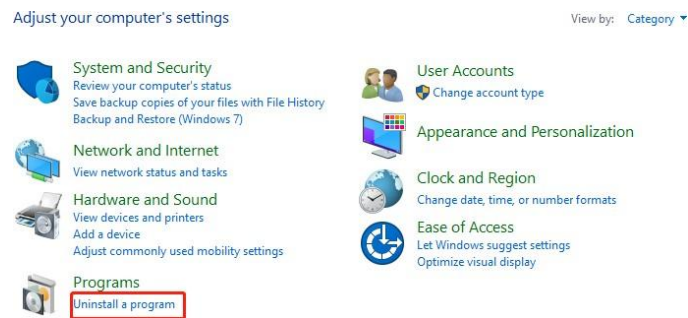 Adjust your computer's settings
View by: Category
System and Security
Review your computer's status
Save backup copies of your files with File History
Backup and Restore (Windows 7)
Network and Internet
View network status and tasks
Hardware and Sound
View devices and printers
Add a device
Adjust commonly used mobility settings
Programs
Uninstall a program
User Accounts
Change account type
Appearance and Personalization
Clock and Region
Change date, time, or number formats
Ease of Access
Let Windows suggest settings
Optimize visual display